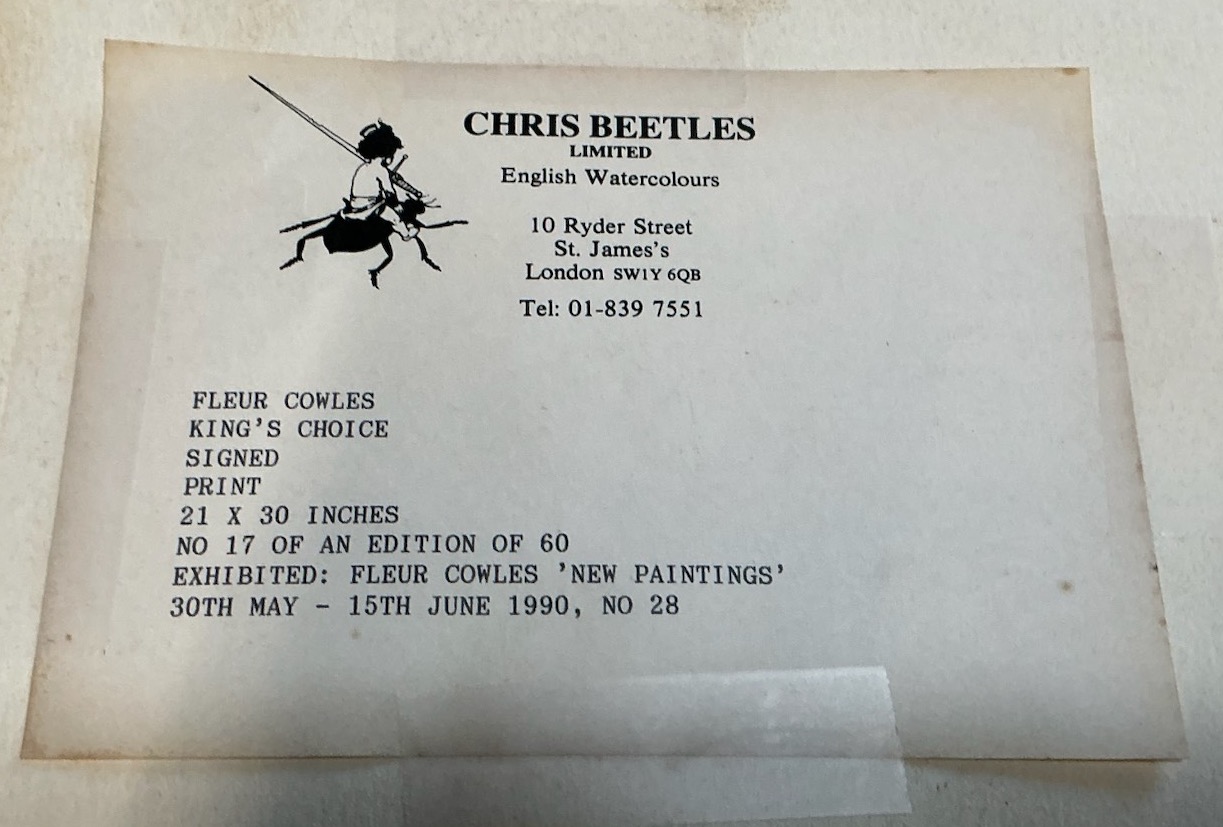 CHRIS BEETLES
LIMITED
English Watercolours
10 Ryder Street
St. James's
London SW1Y 6QB
Tel: 01-839 7551
FLEUR COWLES
KING'S CHOICE
SIGNED
PRINT
21 X 30 INCHES
NO 17 OF AN EDITION OF 60
EXHIBITED: FLEUR COWLES 'NEW PAINTINGS'
30TH MAY - 15TH JUNE 1990, NO 28